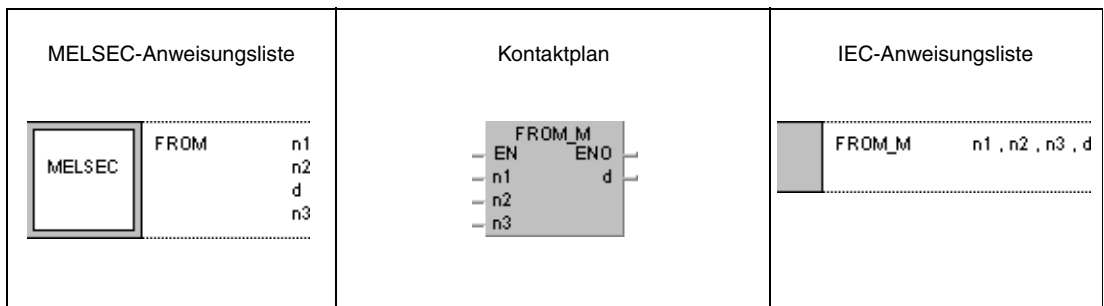 MELSEC-Anweisungsliste
MELSEC
FROM n1
n2
d
n3
Kontaktplan
FROM_M
EN ENO
n1 d
n2
n3
IEC-Anweisungsliste
FROM_M n1 , n2 , n3 , d